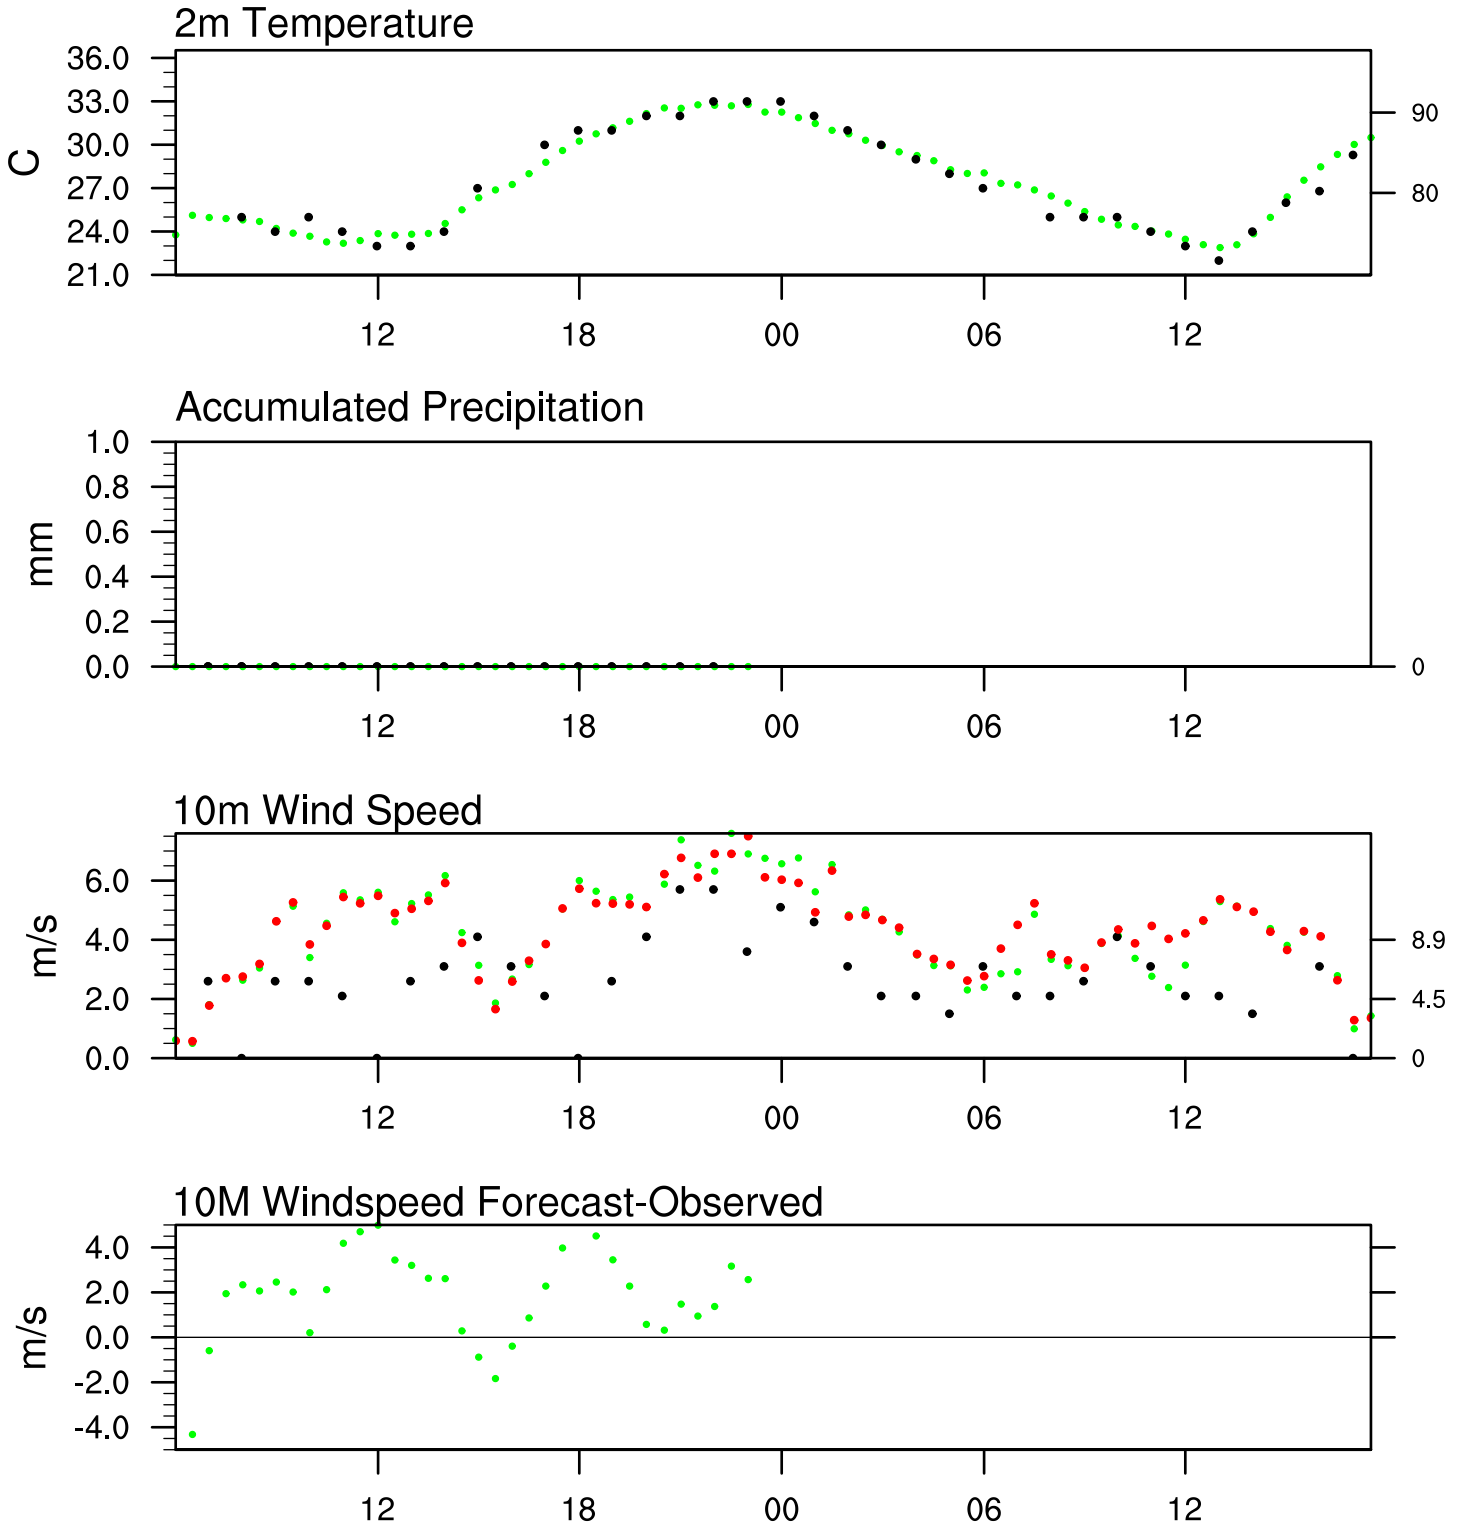 2m Temperature
36.0
33.0
30.0
27.0
24.0
21.0
C
90
80
12 18 00 06 12
Accumulated Precipitation
1.0
0.8
0.6
0.4
0.2
0.0
mm
0
12 18 00 06 12
10m Wind Speed
6.0
4.0
2.0
0.0
m/s
8.9
4.5
0
12 18 00 06 12
10M Windspeed Forecast-Observed
4.0
2.0
0.0
-2.0
-4.0
m/s
12 18 00 06 12